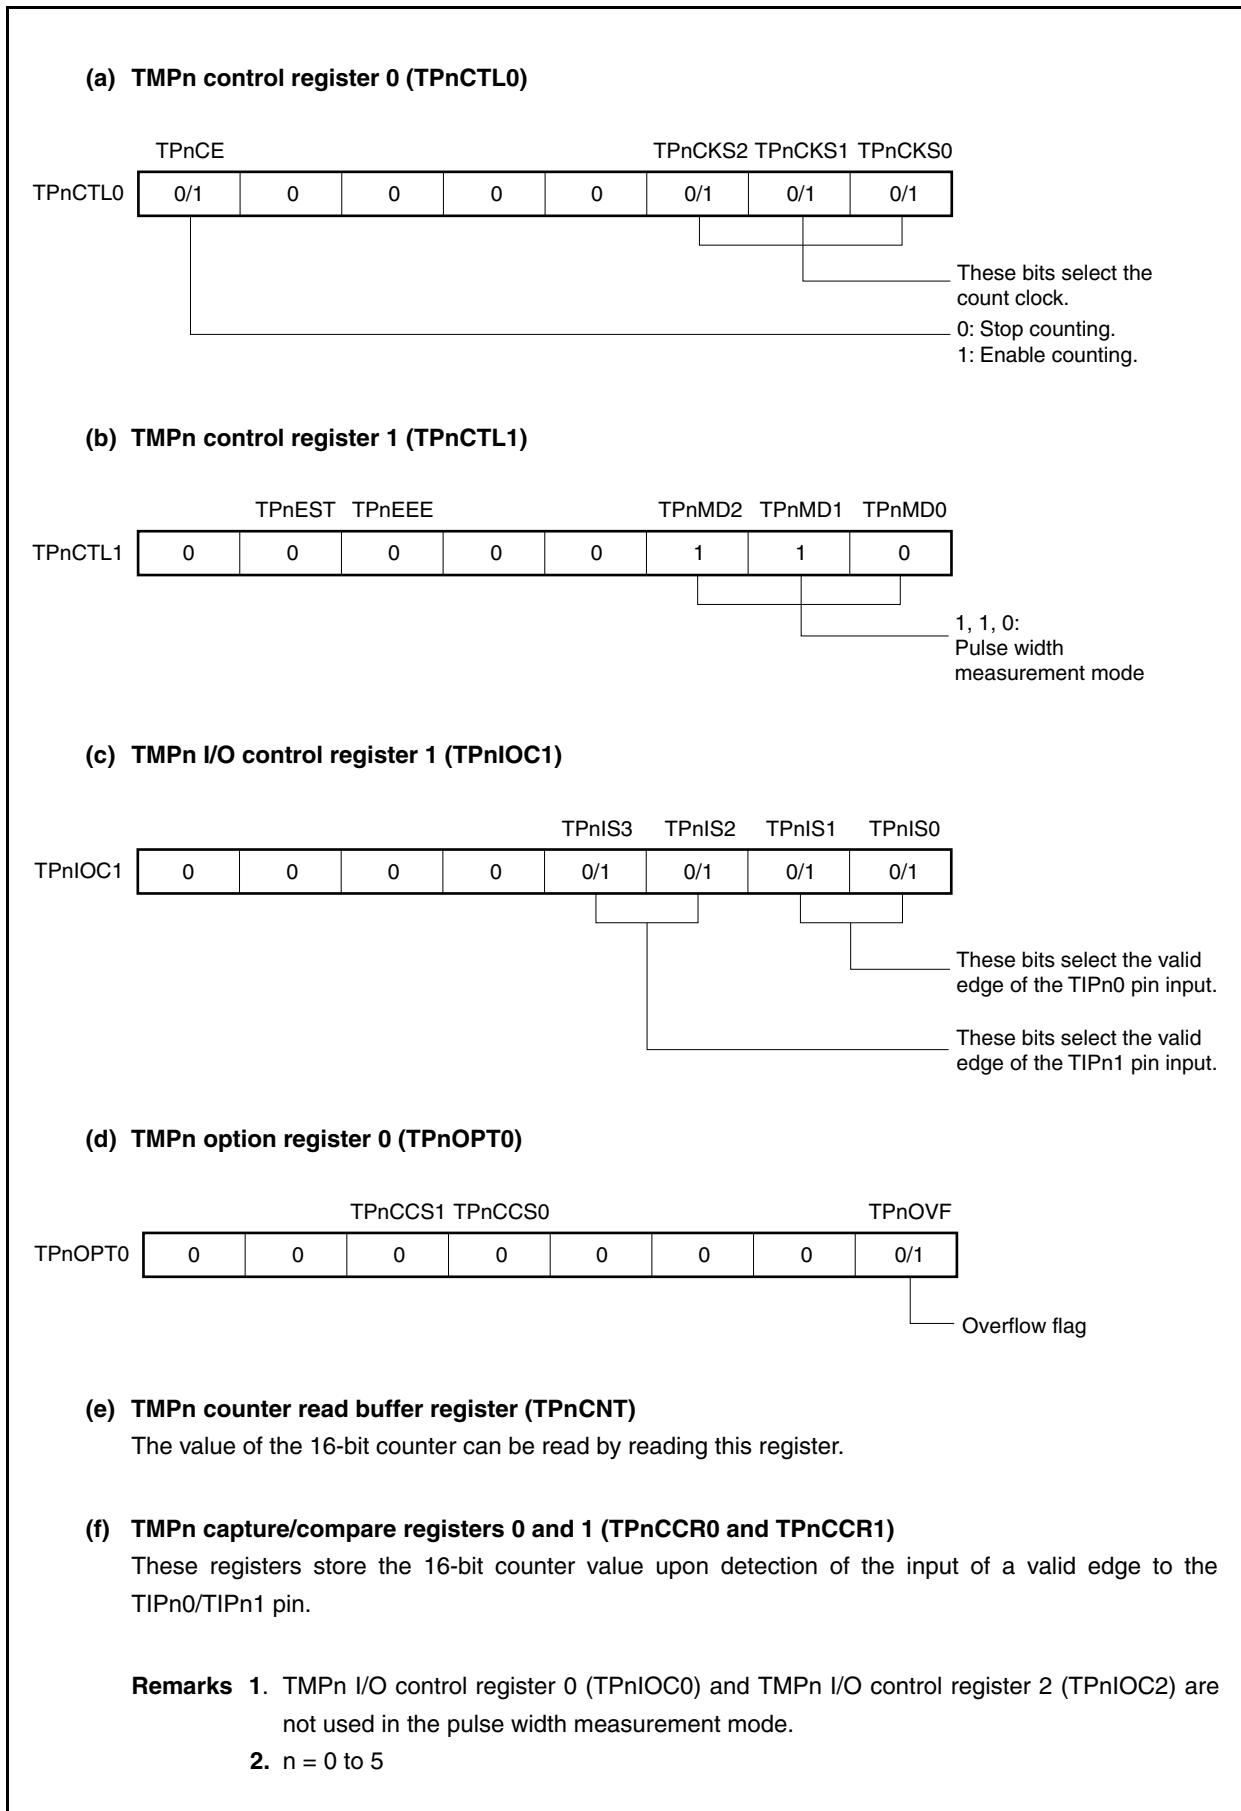 (a) TMPn control register 0 (TPnCTL0)
TPnCE TPnCKS2 TPnCKS1 TPnCKS0
TPnCTL0 0/1 0 0 0 0 0/1 0/1 0/1
These bits select the
count clock.
0: Stop counting.
1: Enable counting.
(b) TMPn control register 1 (TPnCTL1)
TPnEST TPnEEE TPnMD2 TPnMD1 TPnMD0
TPnCTL1 0 0 0 0 0 1 1 0
1, 1, 0:
Pulse width
measurement mode
(c) TMPn I/O control register 1 (TPnIOC1)
TPnIS3 TPnIS2 TPnIS1 TPnIS0
TPnIOC1 0 0 0 0 0/1 0/1 0/1 0/1
These bits select the valid
edge of the TIPn0 pin input.
These bits select the valid
edge of the TIPn1 pin input.
(d) TMPn option register 0 (TPnOPT0)
TPnCCS1 TPnCCS0 TPnOVF
TPnOPT0 0 0 0 0 0 0 0 0/1
Overflow flag
(e) TMPn counter read buffer register (TPnCNT)
The value of the 16-bit counter can be read by reading this register.
(f) TMPn capture/compare registers 0 and 1 (TPnCCR0 and TPnCCR1)
These registers store the 16-bit counter value upon detection of the input of a valid edge to the
TIPn0/TIPn1 pin.
Remarks 1. TMPn I/O control register 0 (TPnIOC0) and TMPn I/O control register 2 (TPnIOC2) are
not used in the pulse width measurement mode.
2. n = 0 to 5